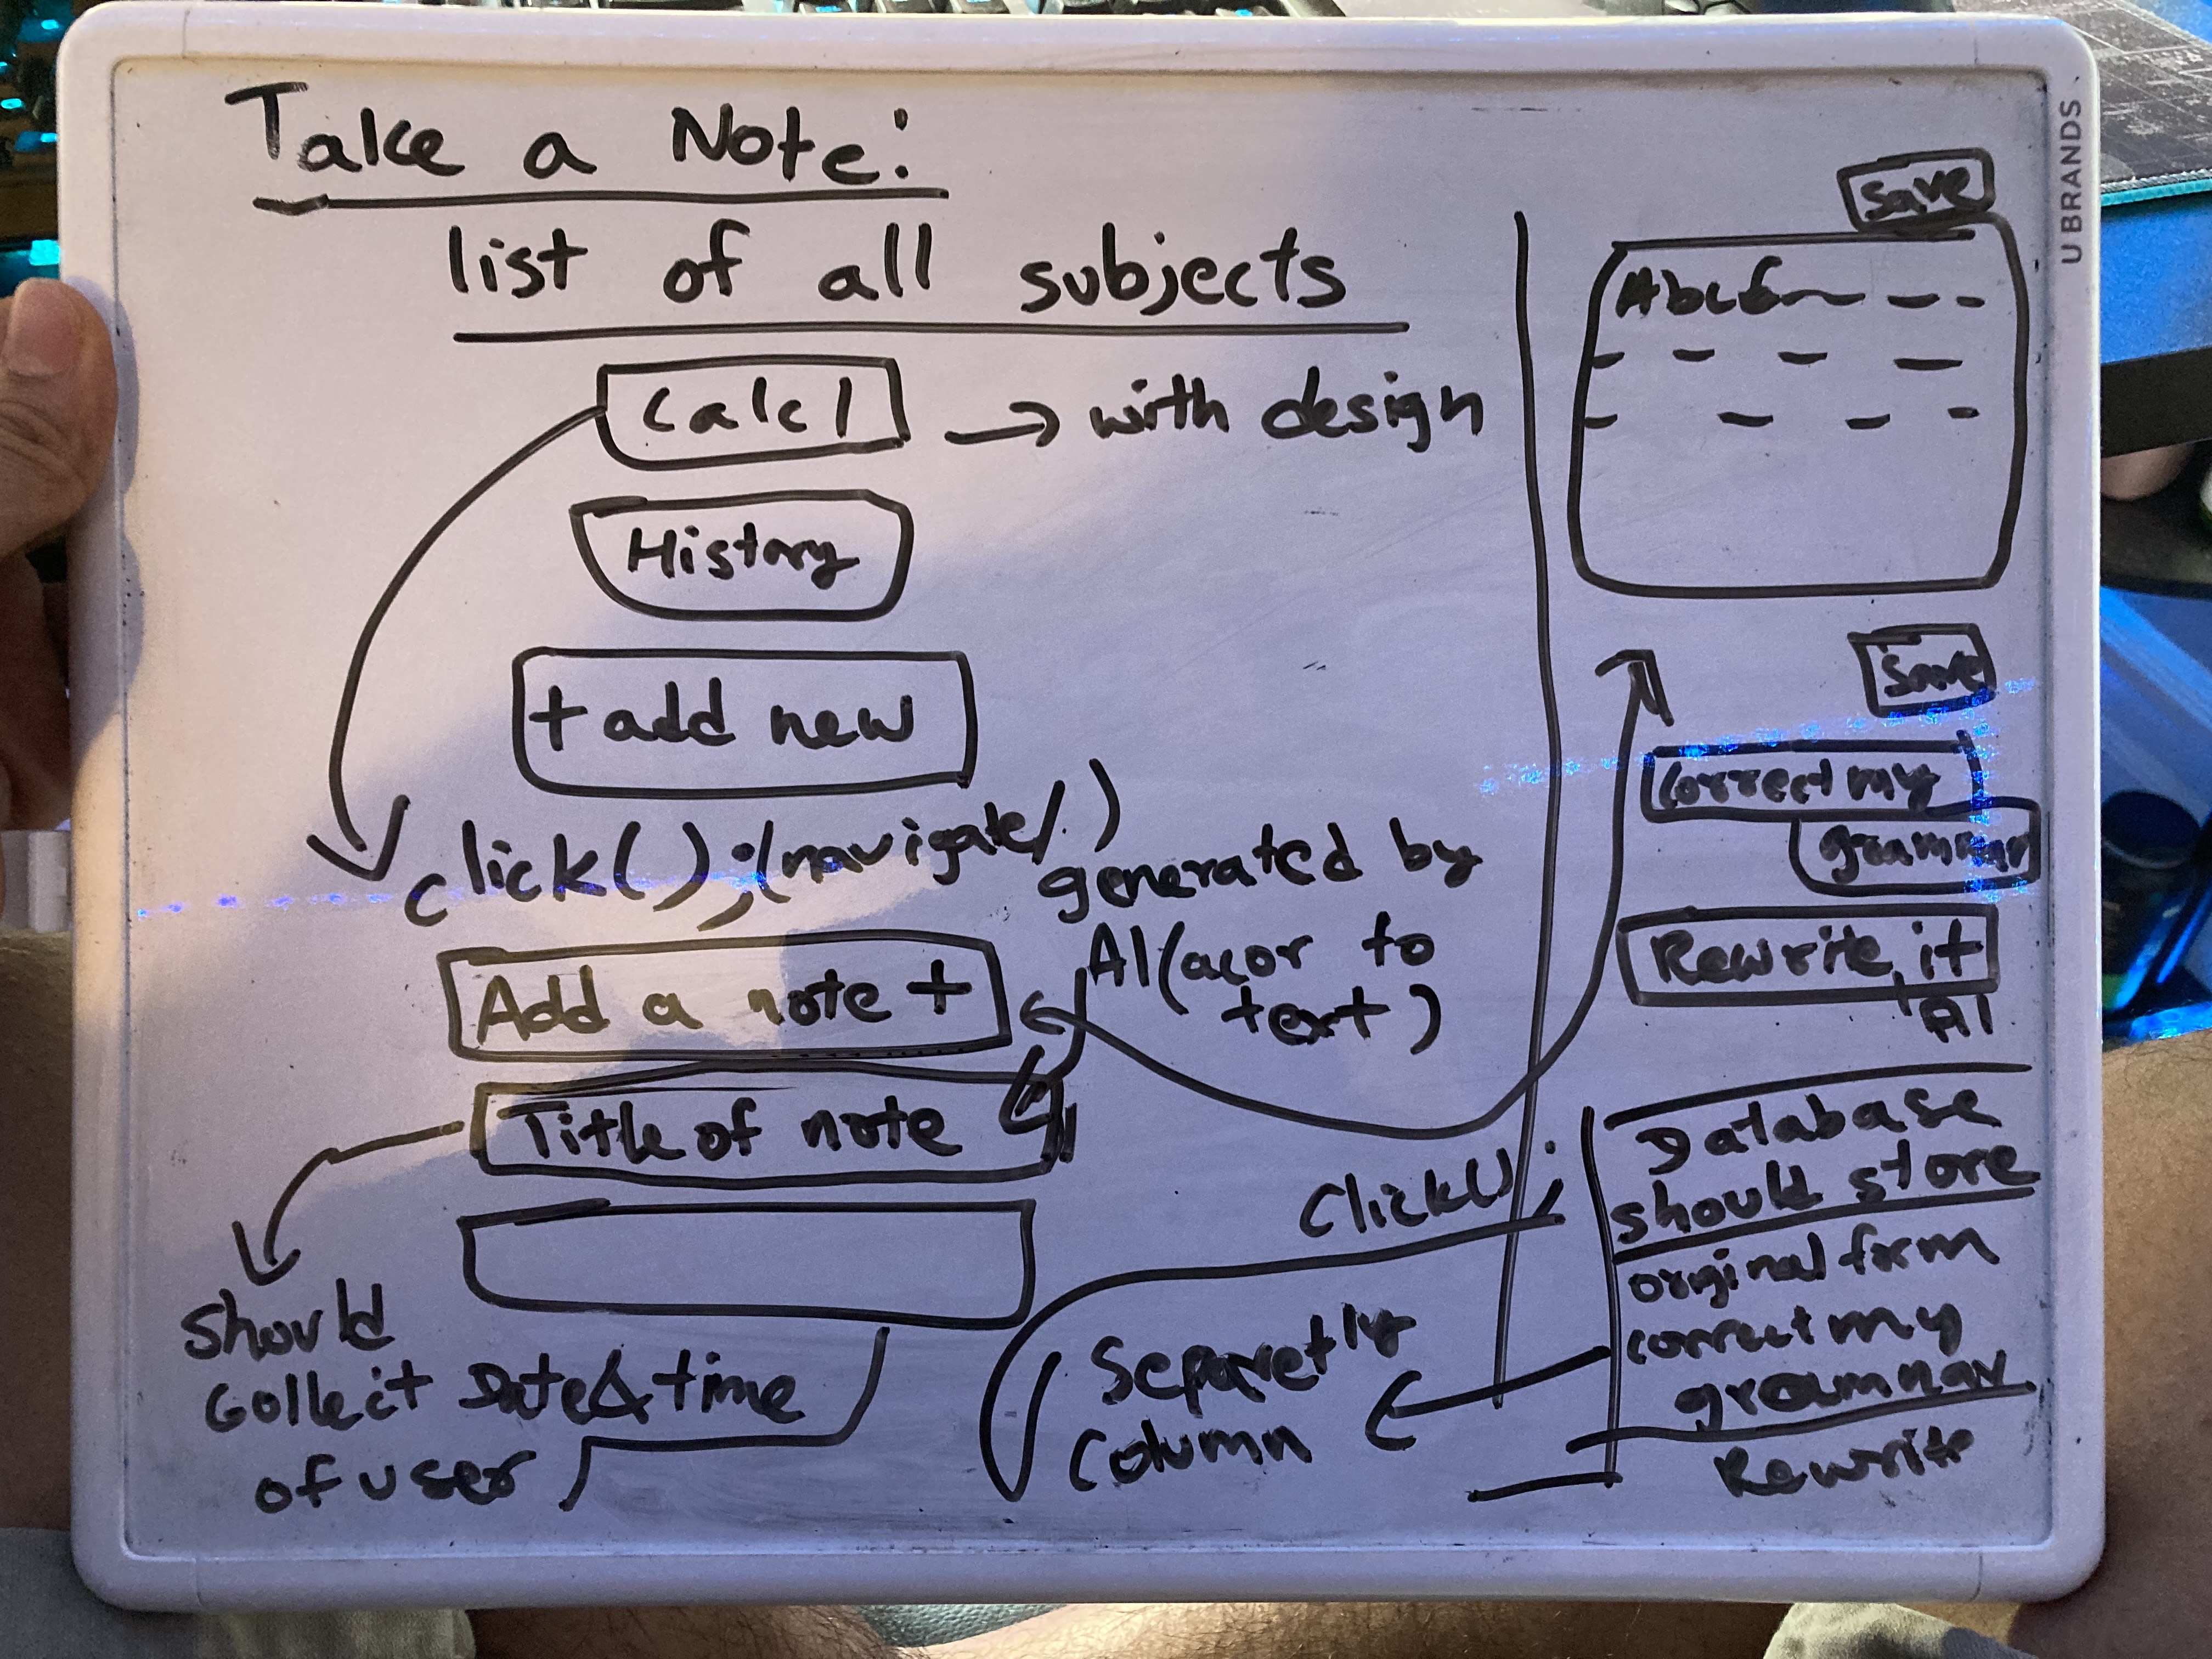 Take a Note:
list of all subjects
Calc 1 → with design
History
+ add new
click();(navigate/.)
generated by
AI (acor to
text)
Add a note +
Title of note
should
Collect Date & time
of user
Click();
Separetly
Column
save
Save
Correct my
grammar
Rewrite it
AI
Database
should store
original form
correct my
grammar
Rewrite
U BRANDS